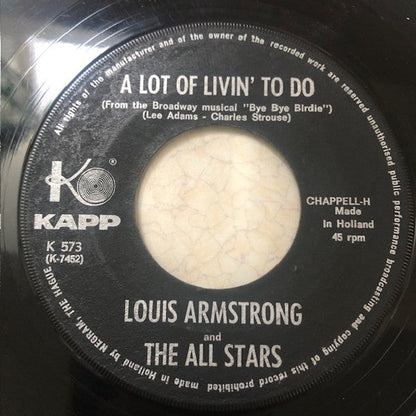 All rights of the manufacturer and of the owner of the recorded work reserved unauthorised public performance broadcasting and copying of this record prohibited made in Holland by NEGRAM, THE HAGUE
A LOT OF LIVIN' TO DO
(From the Broadway musical "Bye Bye Birdie")
(Lee Adams - Charles Strouse)
K
KAPP
K 573
(K-7452)
CHAPPELL-H
Made
in Holland
45 rpm
LOUIS ARMSTRONG
and
THE ALL STARS